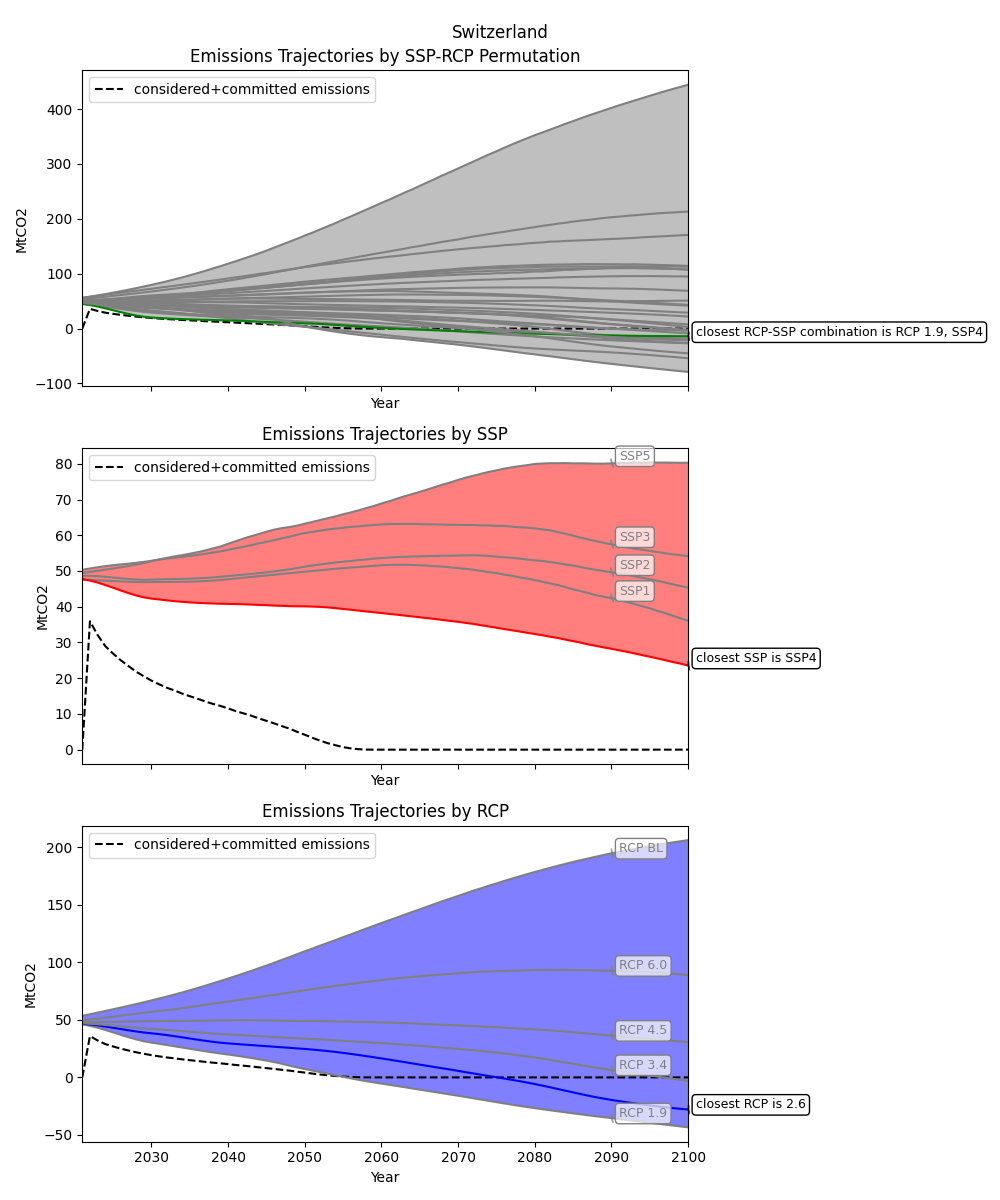 Switzerland
Emissions Trajectories by SSP-RCP Permutation
considered+committed emissions
400
300
200
100
0
−100
MtCO2
Year
closest RCP-SSP combination is RCP 1.9, SSP4
Emissions Trajectories by SSP
considered+committed emissions
80
70
60
50
40
30
20
10
0
MtCO2
Year
SSP5
SSP3
SSP2
SSP1
closest SSP is SSP4
Emissions Trajectories by RCP
considered+committed emissions
200
150
100
50
0
−50
MtCO2
RCP BL
RCP 6.0
RCP 4.5
RCP 3.4
RCP 1.9
closest RCP is 2.6
2030 2040 2050 2060 2070 2080 2090 2100
Year